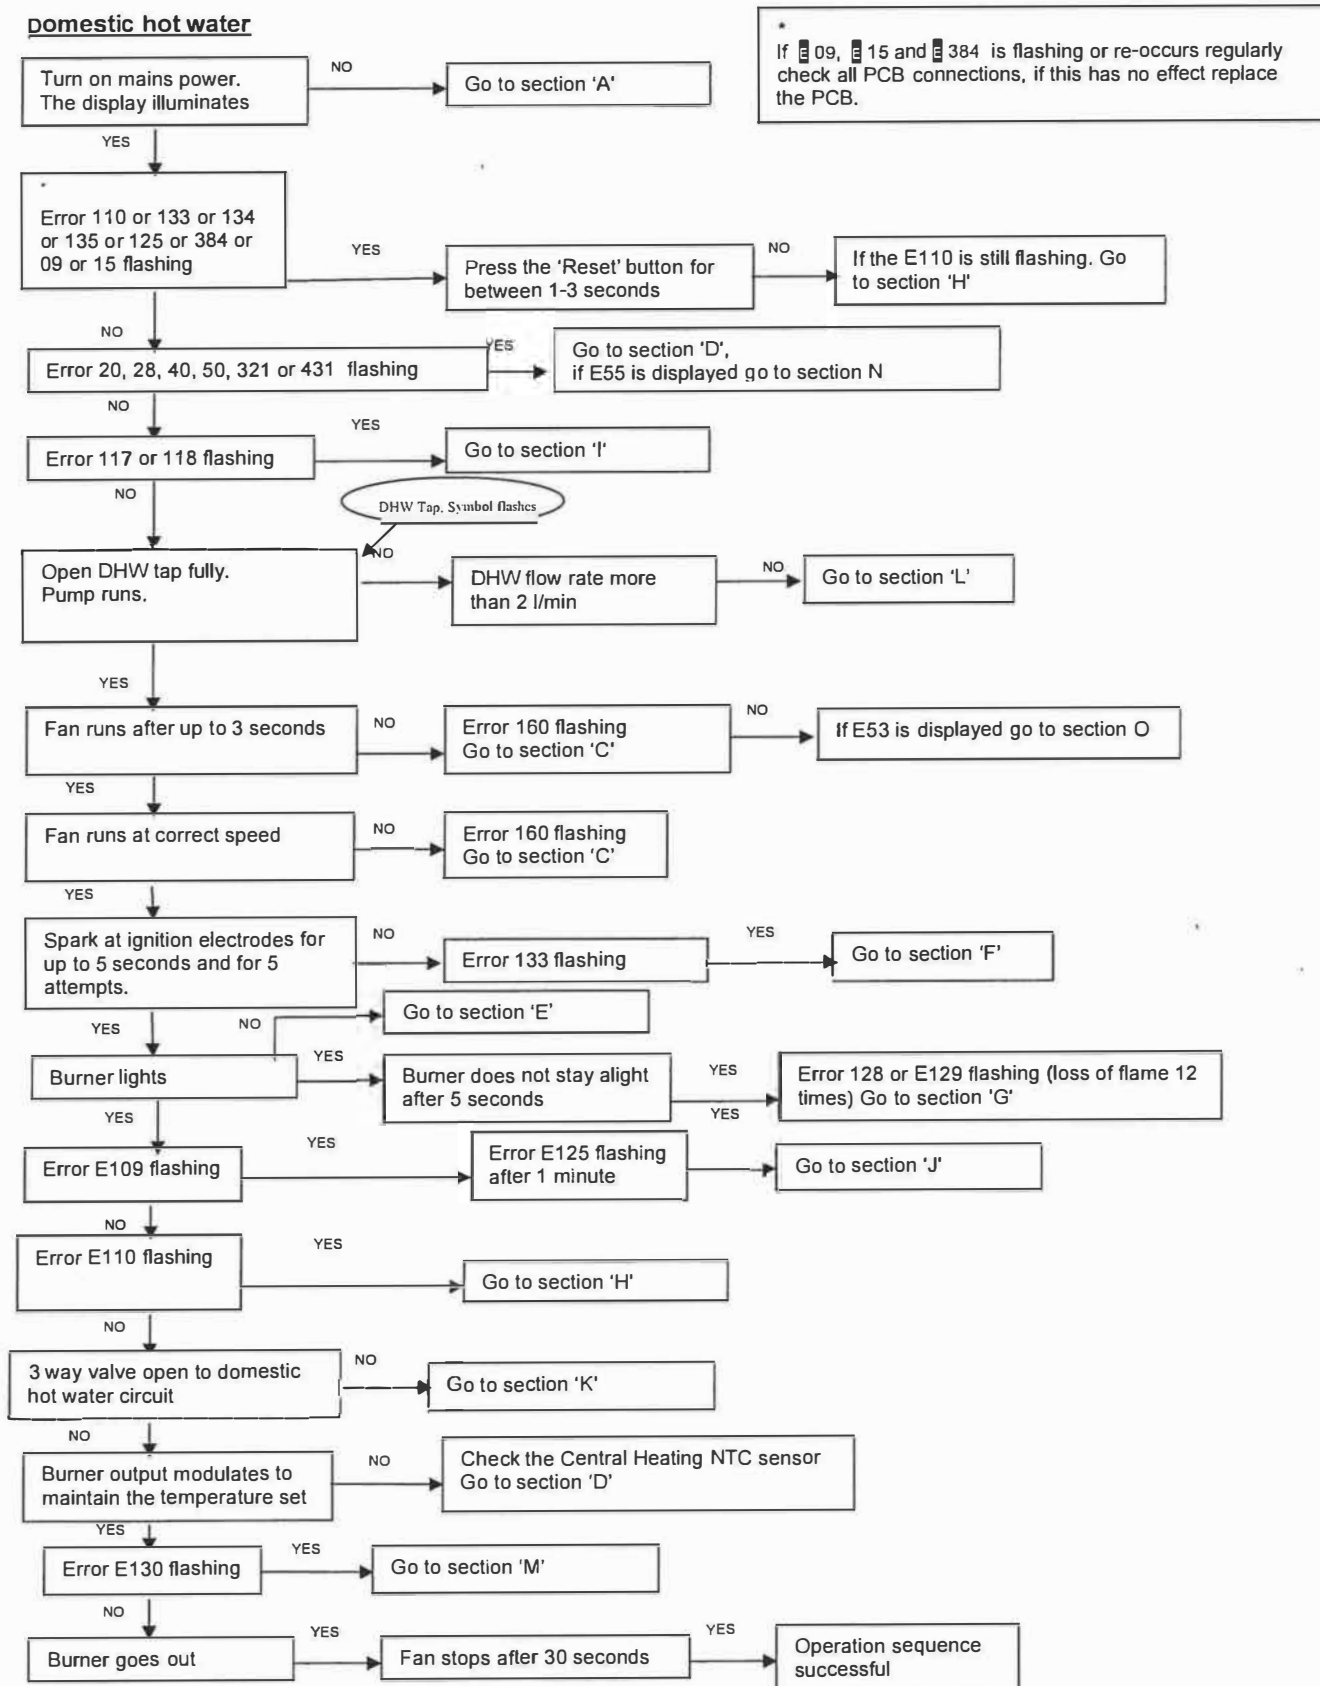 Domestic hot water
*
If E 09, E 15 and E 384 is flashing or re-occurs regularly
check all PCB connections, if this has no effect replace
the PCB.
Turn on mains power.
The display illuminates
NO
Go to section 'A'
YES
*
Error 110 or 133 or 134
or 135 or 125 or 384 or
09 or 15 flashing
YES
Press the 'Reset' button for
between 1-3 seconds
NO
If the E110 is still flashing. Go
to section 'H'
NO
Error 20, 28, 40, 50, 321 or 431 flashing
YES
Go to section 'D',
if E55 is displayed go to section N
NO
Error 117 or 118 flashing
YES
Go to section 'I'
NO
DHW Tap, Symbol flashes
Open DHW tap fully.
Pump runs.
NO
DHW flow rate more
than 2 l/min
NO
Go to section 'L'
YES
Fan runs after up to 3 seconds
NO
Error 160 flashing
Go to section 'C'
NO
If E53 is displayed go to section O
YES
Fan runs at correct speed
NO
Error 160 flashing
Go to section 'C'
YES
Spark at ignition electrodes for
up to 5 seconds and for 5
attempts.
NO
Error 133 flashing
YES
Go to section 'F'
YES
NO
Go to section 'E'
Burner lights
YES
Burner does not stay alight
after 5 seconds
YES
YES
Error 128 or E129 flashing (loss of flame 12
times) Go to section 'G'
YES
Error E109 flashing
YES
Error E125 flashing
after 1 minute
Go to section 'J'
NO
Error E110 flashing
YES
Go to section 'H'
NO
3 way valve open to domestic
hot water circuit
NO
Go to section 'K'
NO
Burner output modulates to
maintain the temperature set
NO
Check the Central Heating NTC sensor
Go to section 'D'
YES
Error E130 flashing
YES
Go to section 'M'
NO
Burner goes out
YES
Fan stops after 30 seconds
YES
Operation sequence
successful